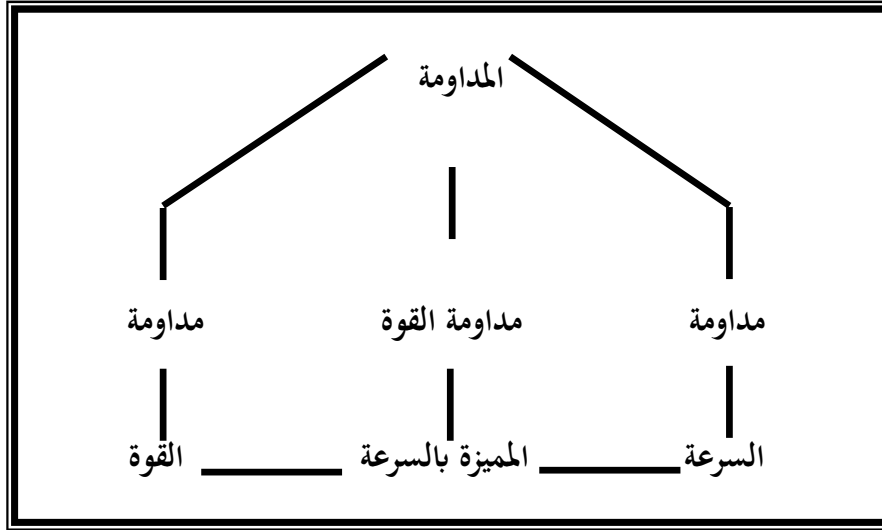 المداومة
مداومة مداومة القوة مداومة
السرعة المميزة بالسرعة القوة